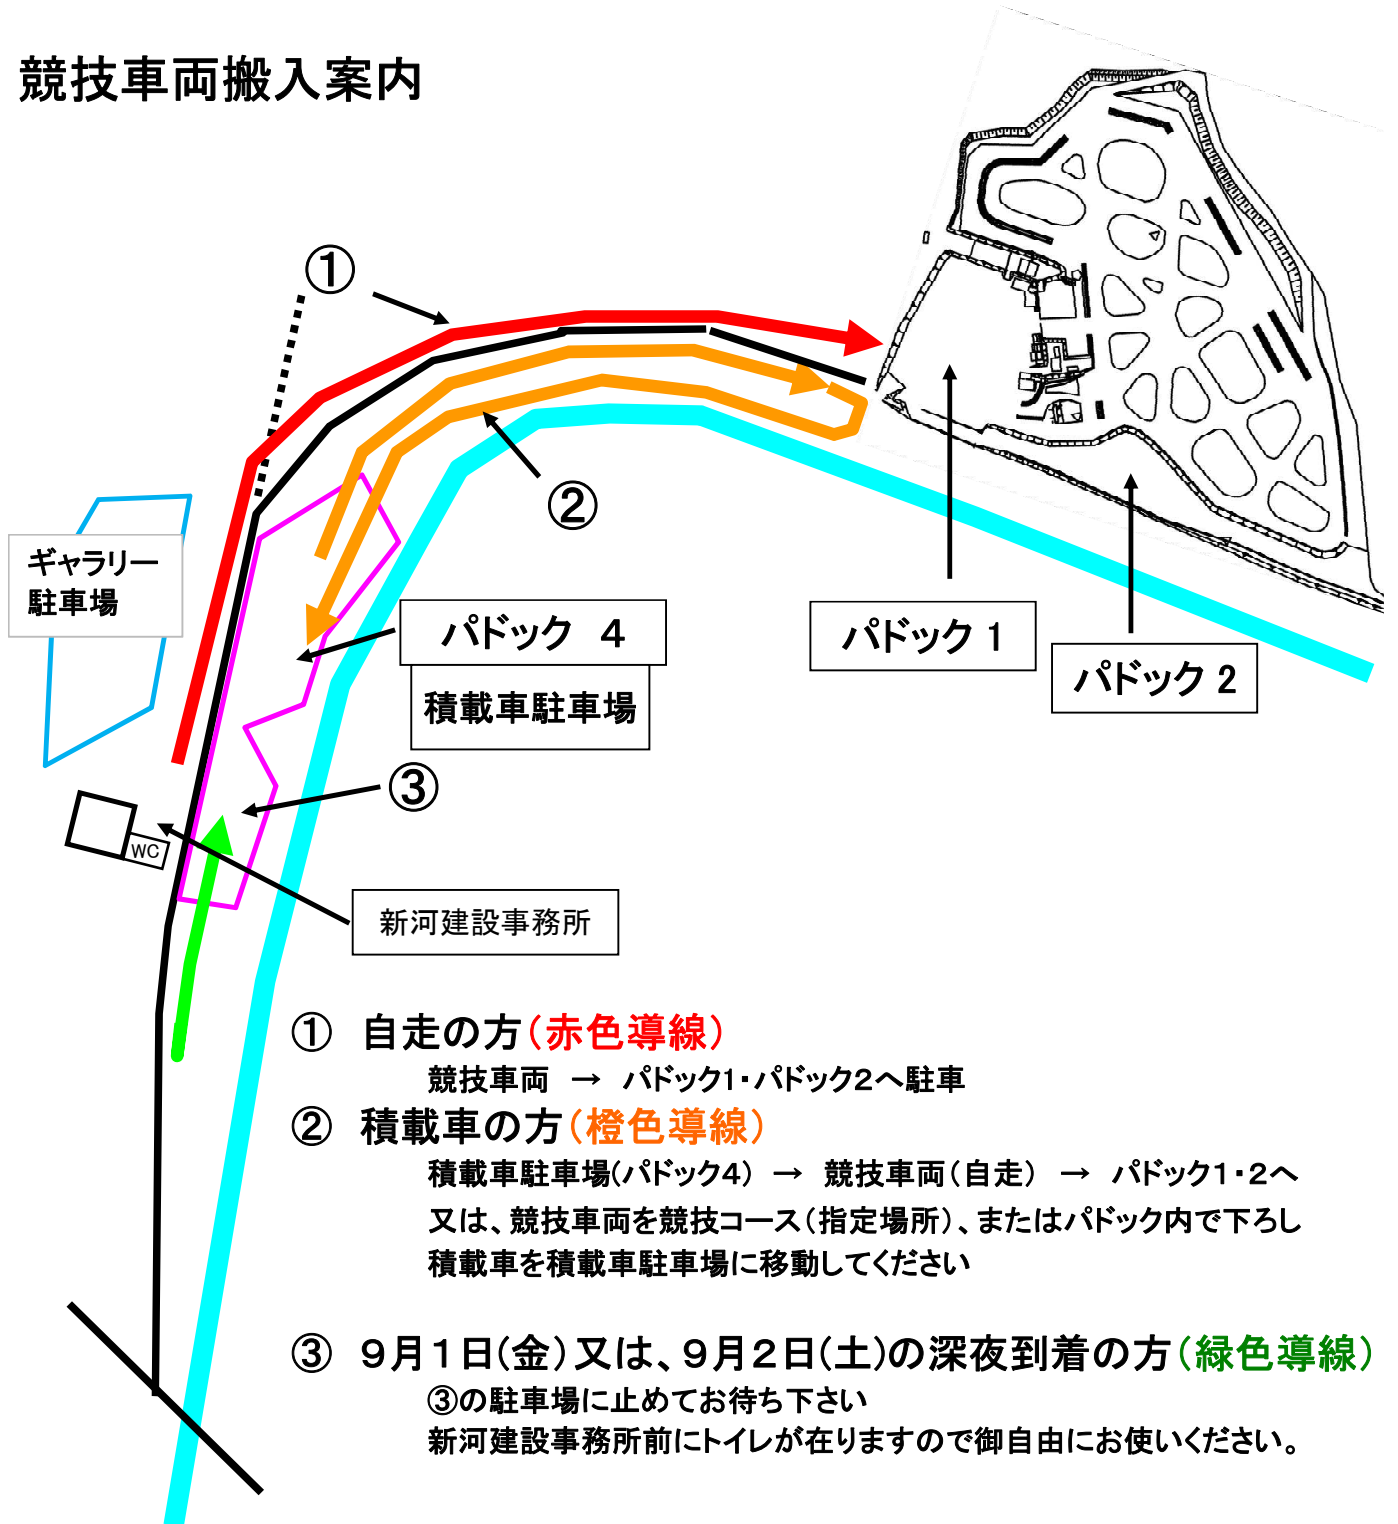 競技車両搬入案内
①
②
ギャラリー
駐車場
パドック　４
積載車駐車場
パドック 1
パドック 2
③
WC
新河建設事務所
①　自走の方（赤色導線）
競技車両　→　パドック1・パドック２へ駐車
②　積載車の方（橙色導線）
積載車駐車場(パドック4)　→　競技車両（自走）　→　パドック１・２へ
又は、競技車両を競技コース（指定場所）、またはパドック内で下ろし
積載車を積載車駐車場に移動してください
③　９月１日(金)又は、９月２日(土)の深夜到着の方（緑色導線）
③の駐車場に止めてお待ち下さい
新河建設事務所前にトイレが在りますので御自由にお使いください。